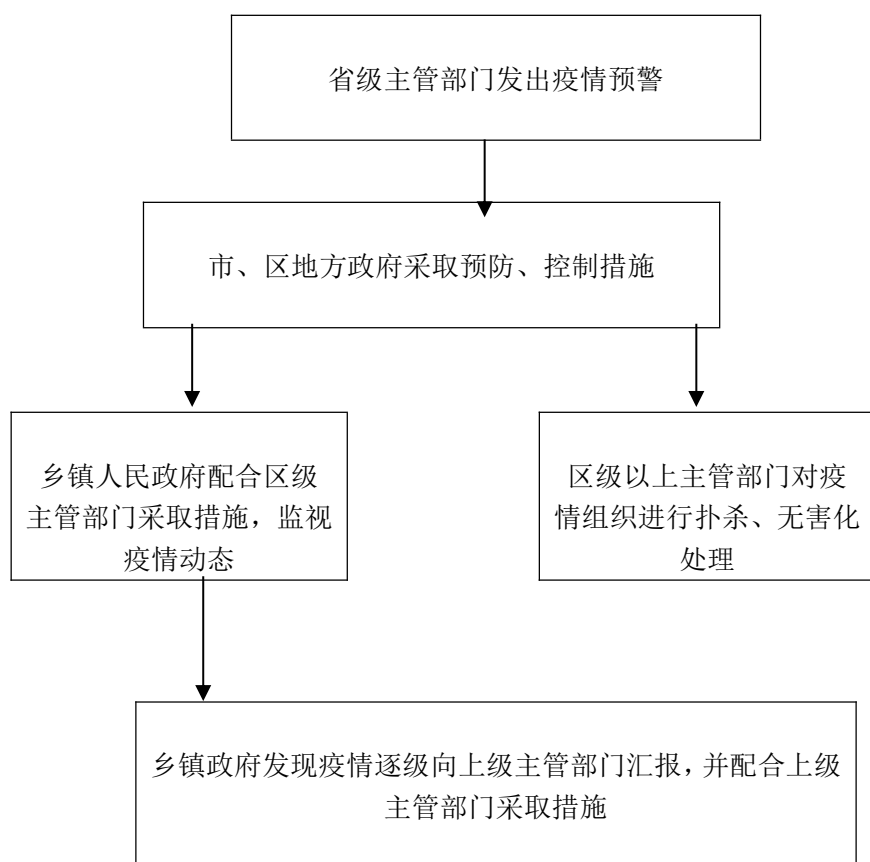 省级主管部门发出疫情预警
市、区地方政府采取预防、控制措施
乡镇人民政府配合区级
主管部门采取措施，监视
疫情动态
区级以上主管部门对疫
情组织进行扑杀、无害化
处理
乡镇政府发现疫情逐级向上级主管部门汇报，并配合上级
主管部门采取措施